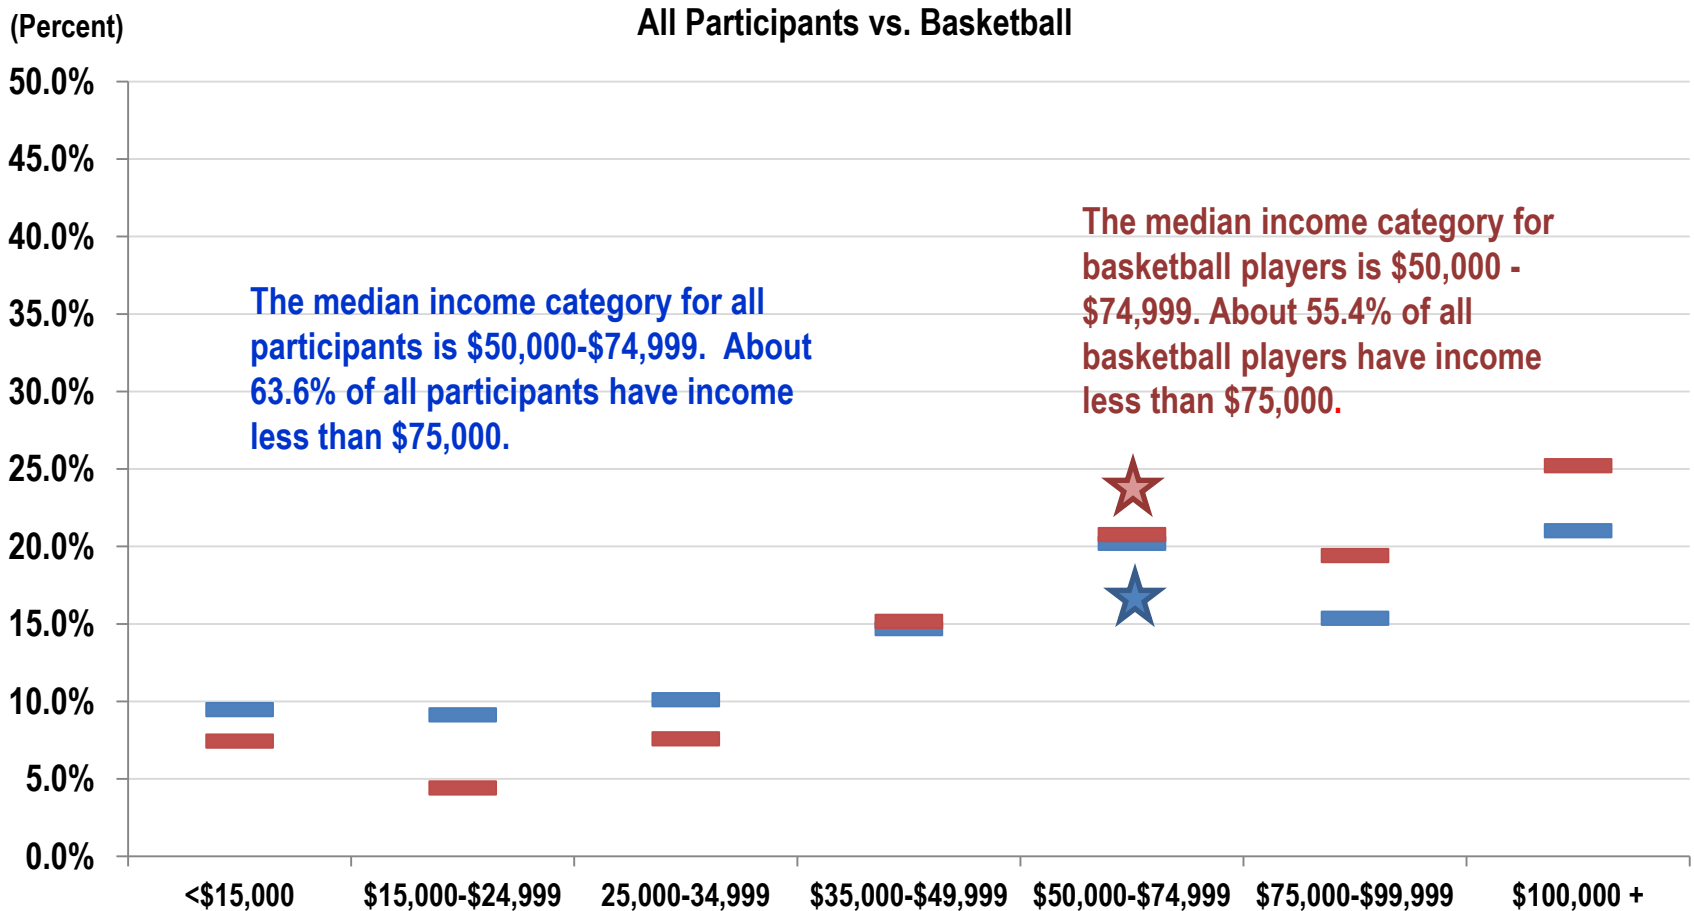 (Percent)
All Participants vs. Basketball
50.0%
45.0%
40.0%
35.0%
30.0%
25.0%
20.0%
15.0%
10.0%
5.0%
0.0%
The median income category for all
participants is $50,000-$74,999.  About
63.6% of all participants have income
less than $75,000.
The median income category for
basketball players is $50,000 -
$74,999. About 55.4% of all
basketball players have income
less than $75,000.
<$15,000
$15,000-$24,999
25,000-34,999
$35,000-$49,999
$50,000-$74,999
$75,000-$99,999
$100,000 +